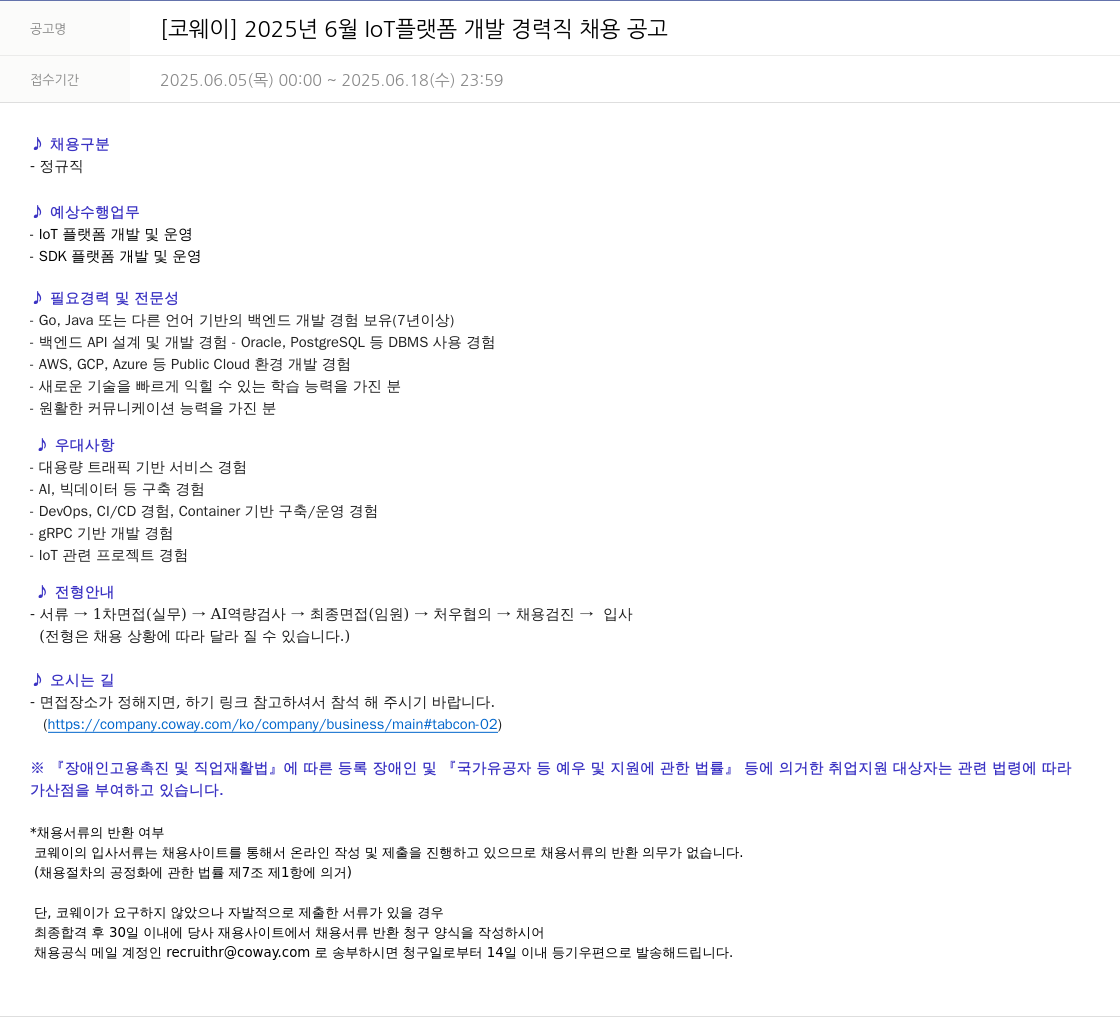 공고명
[코웨이] 2025년 6월 IoT플랫폼 개발 경력직 채용 공고
접수기간
2025.06.05(목) 00:00 ~ 2025.06.18(수) 23:59
♪ 채용구분
- 정규직
♪ 예상수행업무
- IoT 플랫폼 개발 및 운영
- SDK 플랫폼 개발 및 운영
♪ 필요경력 및 전문성
- Go, Java 또는 다른 언어 기반의 백엔드 개발 경험 보유(7년이상)
- 백엔드 API 설계 및 개발 경험 - Oracle, PostgreSQL 등 DBMS 사용 경험
- AWS, GCP, Azure 등 Public Cloud 환경 개발 경험
- 새로운 기술을 빠르게 익힐 수 있는 학습 능력을 가진 분
- 원활한 커뮤니케이션 능력을 가진 분
♪ 우대사항
- 대용량 트래픽 기반 서비스 경험
- AI, 빅데이터 등 구축 경험
- DevOps, CI/CD 경험, Container 기반 구축/운영 경험
- gRPC 기반 개발 경험
- IoT 관련 프로젝트 경험
♪ 전형안내
- 서류 → 1차면접(실무) → AI역량검사 → 최종면접(임원) → 처우협의 → 채용검진 → 입사
(전형은 채용 상황에 따라 달라 질 수 있습니다.)
♪ 오시는 길
- 면접장소가 정해지면, 하기 링크 참고하셔서 참석 해 주시기 바랍니다.
(https://company.coway.com/ko/company/business/main#tabcon-02)
※ 『장애인고용촉진 및 직업재활법』에 따른 등록 장애인 및 『국가유공자 등 예우 및 지원에 관한 법률』 등에 의거한 취업지원 대상자는 관련 법령에 따라
가산점을 부여하고 있습니다.
*채용서류의 반환 여부
코웨이의 입사서류는 채용사이트를 통해서 온라인 작성 및 제출을 진행하고 있으므로 채용서류의 반환 의무가 없습니다.
(채용절차의 공정화에 관한 법률 제7조 제1항에 의거)
단, 코웨이가 요구하지 않았으나 자발적으로 제출한 서류가 있을 경우
최종합격 후 30일 이내에 당사 재용사이트에서 채용서류 반환 청구 양식을 작성하시어
채용공식 메일 계정인 recruithr@coway.com 로 송부하시면 청구일로부터 14일 이내 등기우편으로 발송해드립니다.